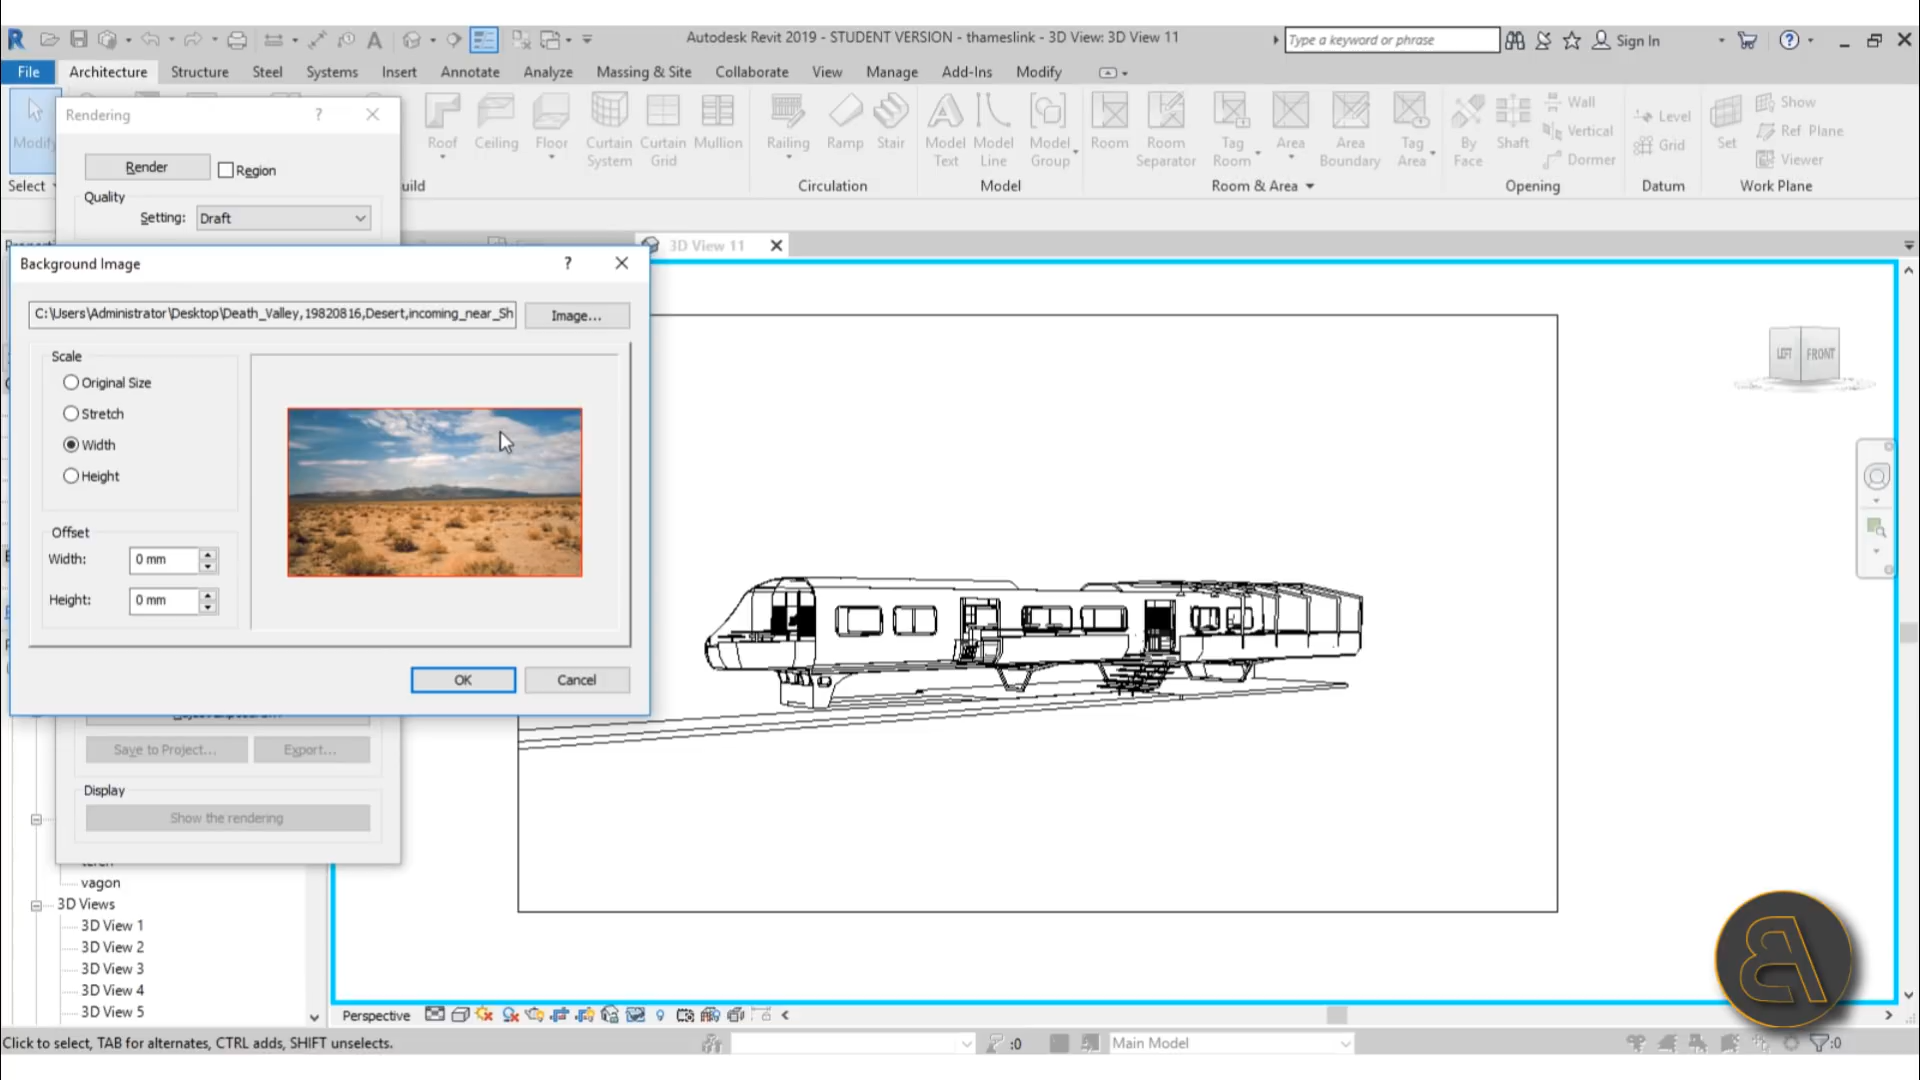 Autodesk Revit 2019 - STUDENT VERSION - thameslink - 3D View: 3D View 11
Type a keyword or phrase
Sign In
File Architecture Structure Steel Systems Insert Annotate Analyze Massing & Site Collaborate View Manage Add-Ins Modify
Modify
Select
Roof
Ceiling
Floor
Curtain System
Curtain Grid
Mullion
Railing
Ramp
Stair
Circulation
Model Text
Model Line
Model Group
Model
Room
Room Separator
Tag Room
Area
Area Boundary
Tag Area
Room & Area
By Face
Shaft
Wall
Vertical
Dormer
Opening
Level
Grid
Datum
Set
Show
Ref Plane
Viewer
Work Plane
Rendering
?
Render
Region
Quality
Setting: Draft
3D View 11
Background Image
?
C:\Users\Administrator\Desktop\Death_Valley,19820816,Desert,incoming_near_Sh
Image...
Scale
Original Size
Stretch
Width
Height
Offset
Width: 0 mm
Height: 0 mm
OK
Cancel
Save to Project...
Export...
Display
Show the rendering
vagon
3D Views
3D View 1
3D View 2
3D View 3
3D View 4
3D View 5
LEFT FRONT
Perspective
Click to select, TAB for alternates, CTRL adds, SHIFT unselects.
:0
Main Model
:0